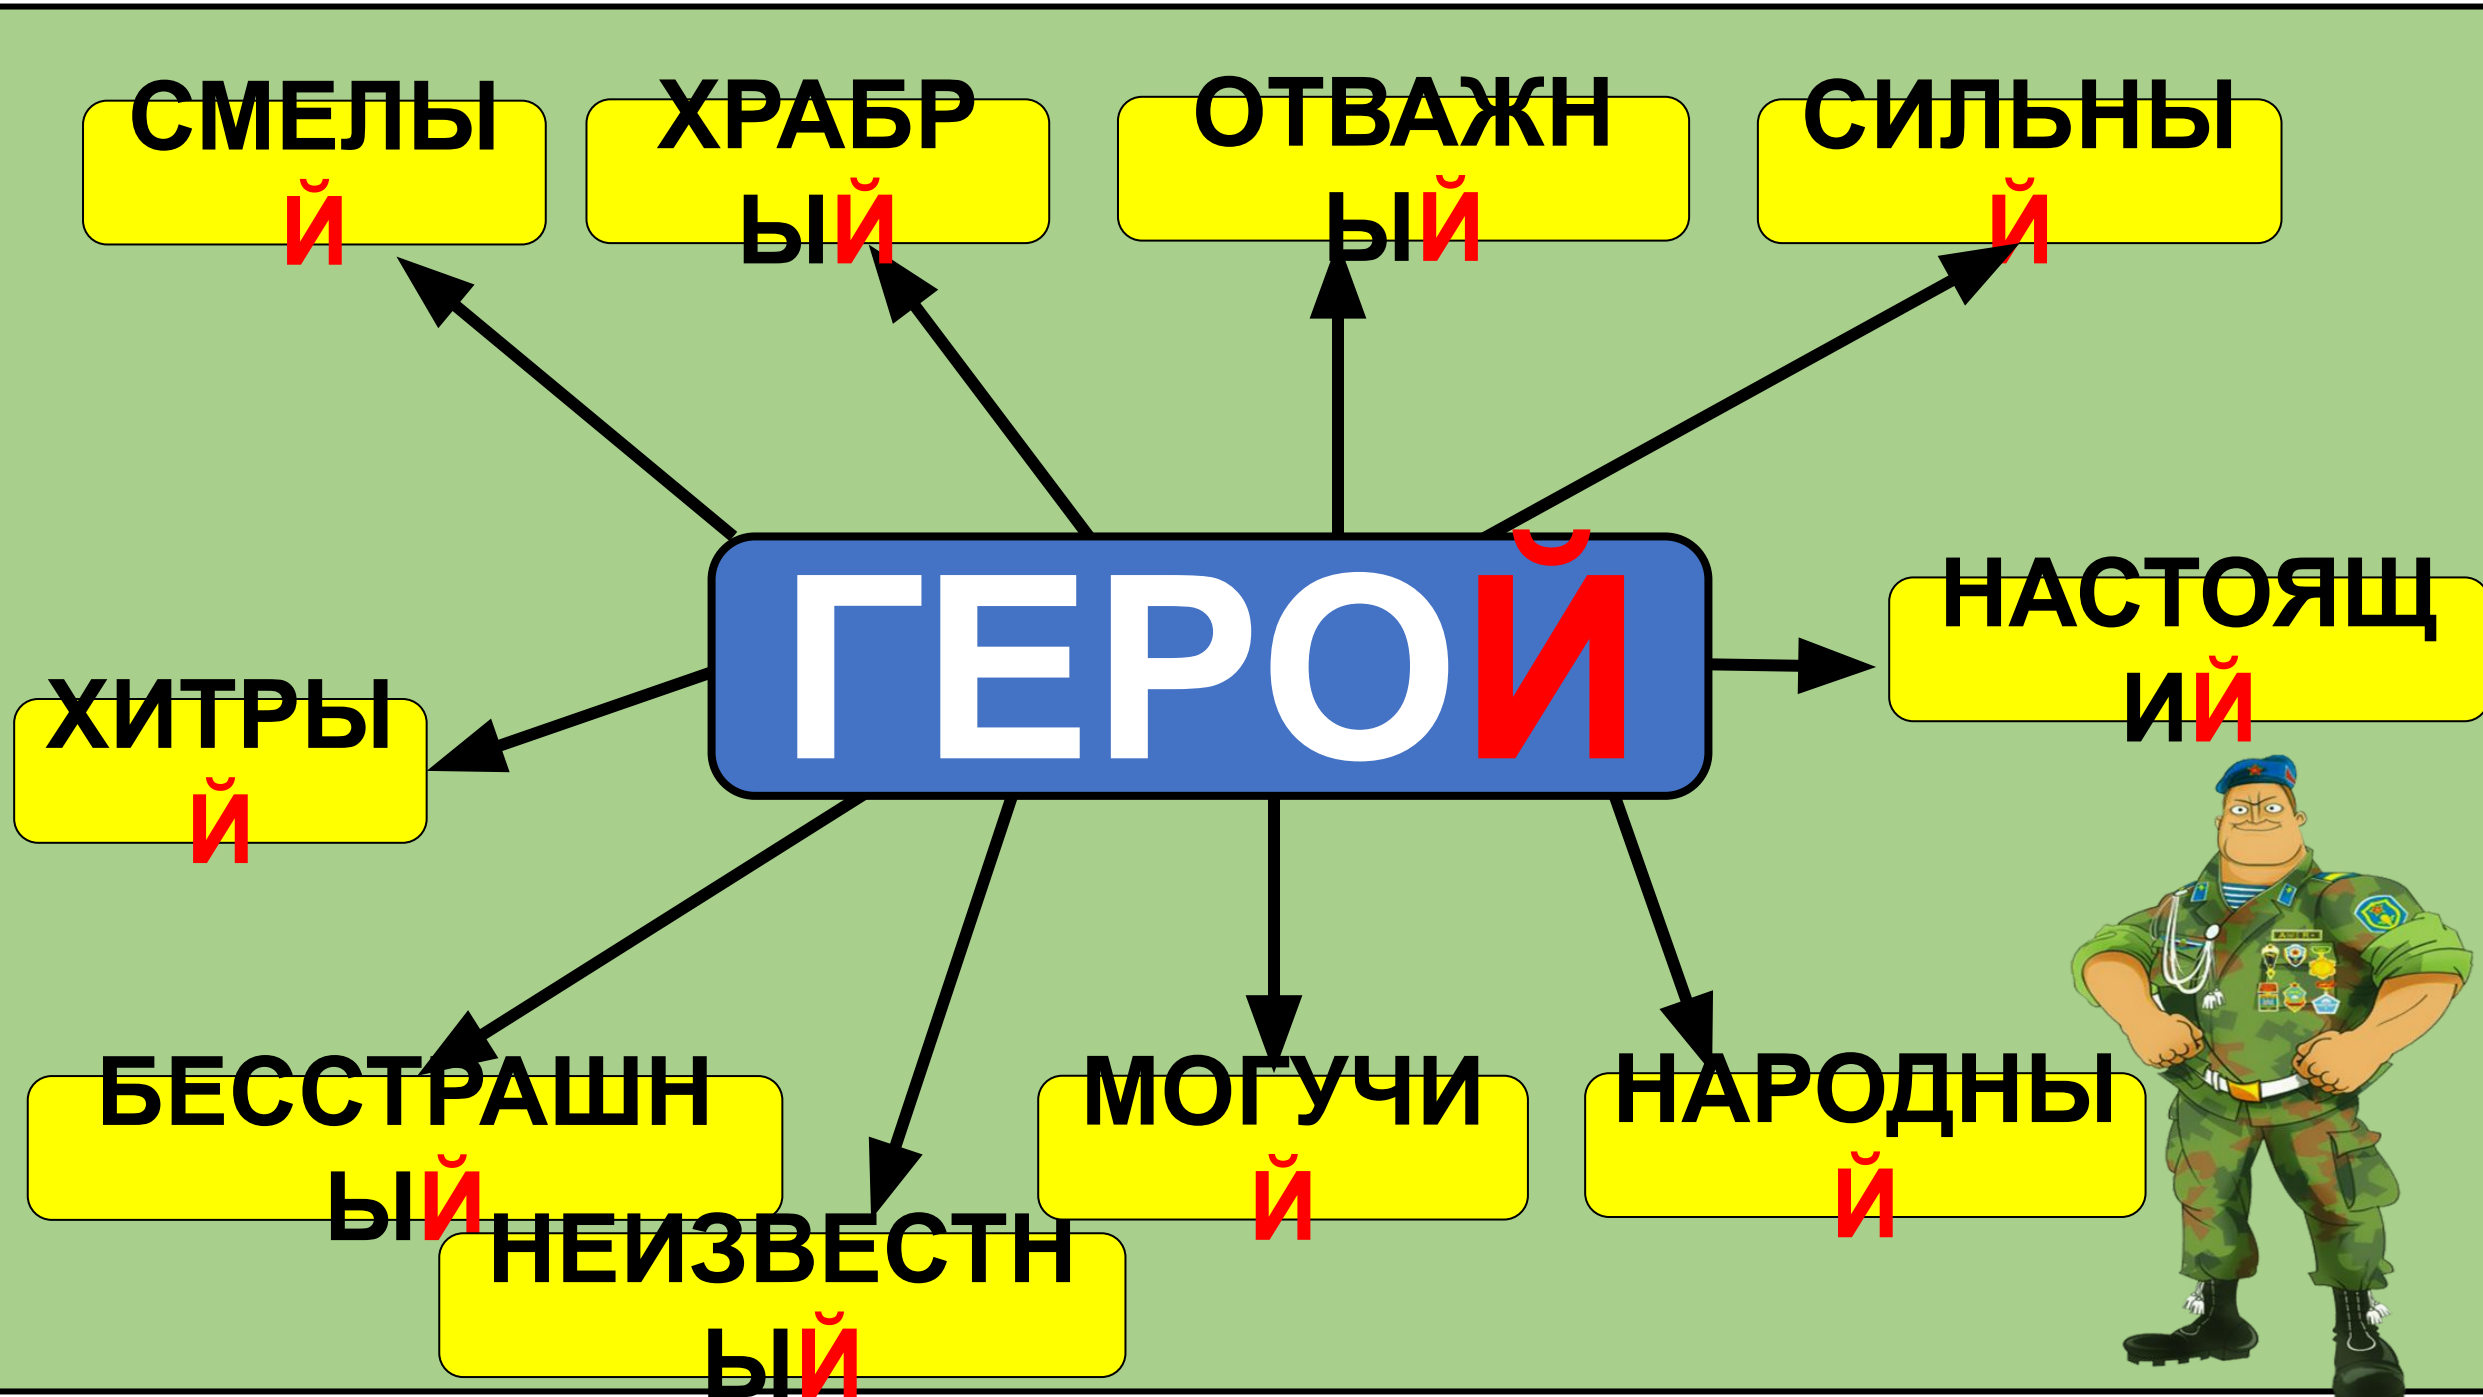 СМЕЛЫ
Й
ХРАБР
ЫЙ
ОТВАЖН
ЫЙ
СИЛЬНЫ
Й
ГЕРОЙ
НАСТОЯЩ
ИЙ
ХИТРЫ
Й
БЕССТРАШН
ЫЙ
НЕИЗВЕСТН
ЫЙ
МОГУЧИ
Й
НАРОДНЫ
Й